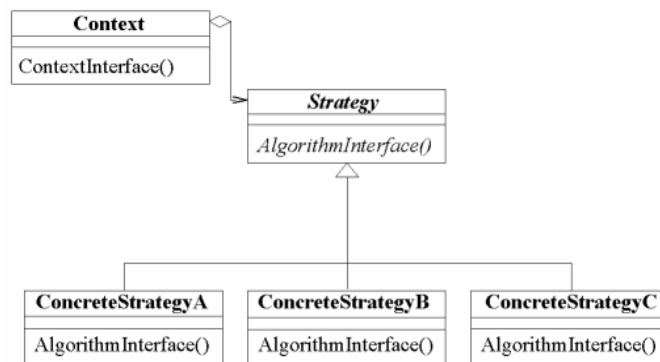 Context
ContextInterface()
Strategy
AlgorithmInterface()
ConcreteStrategyA
AlgorithmInterface()
ConcreteStrategyB
AlgorithmInterface()
ConcreteStrategyC
AlgorithmInterface()